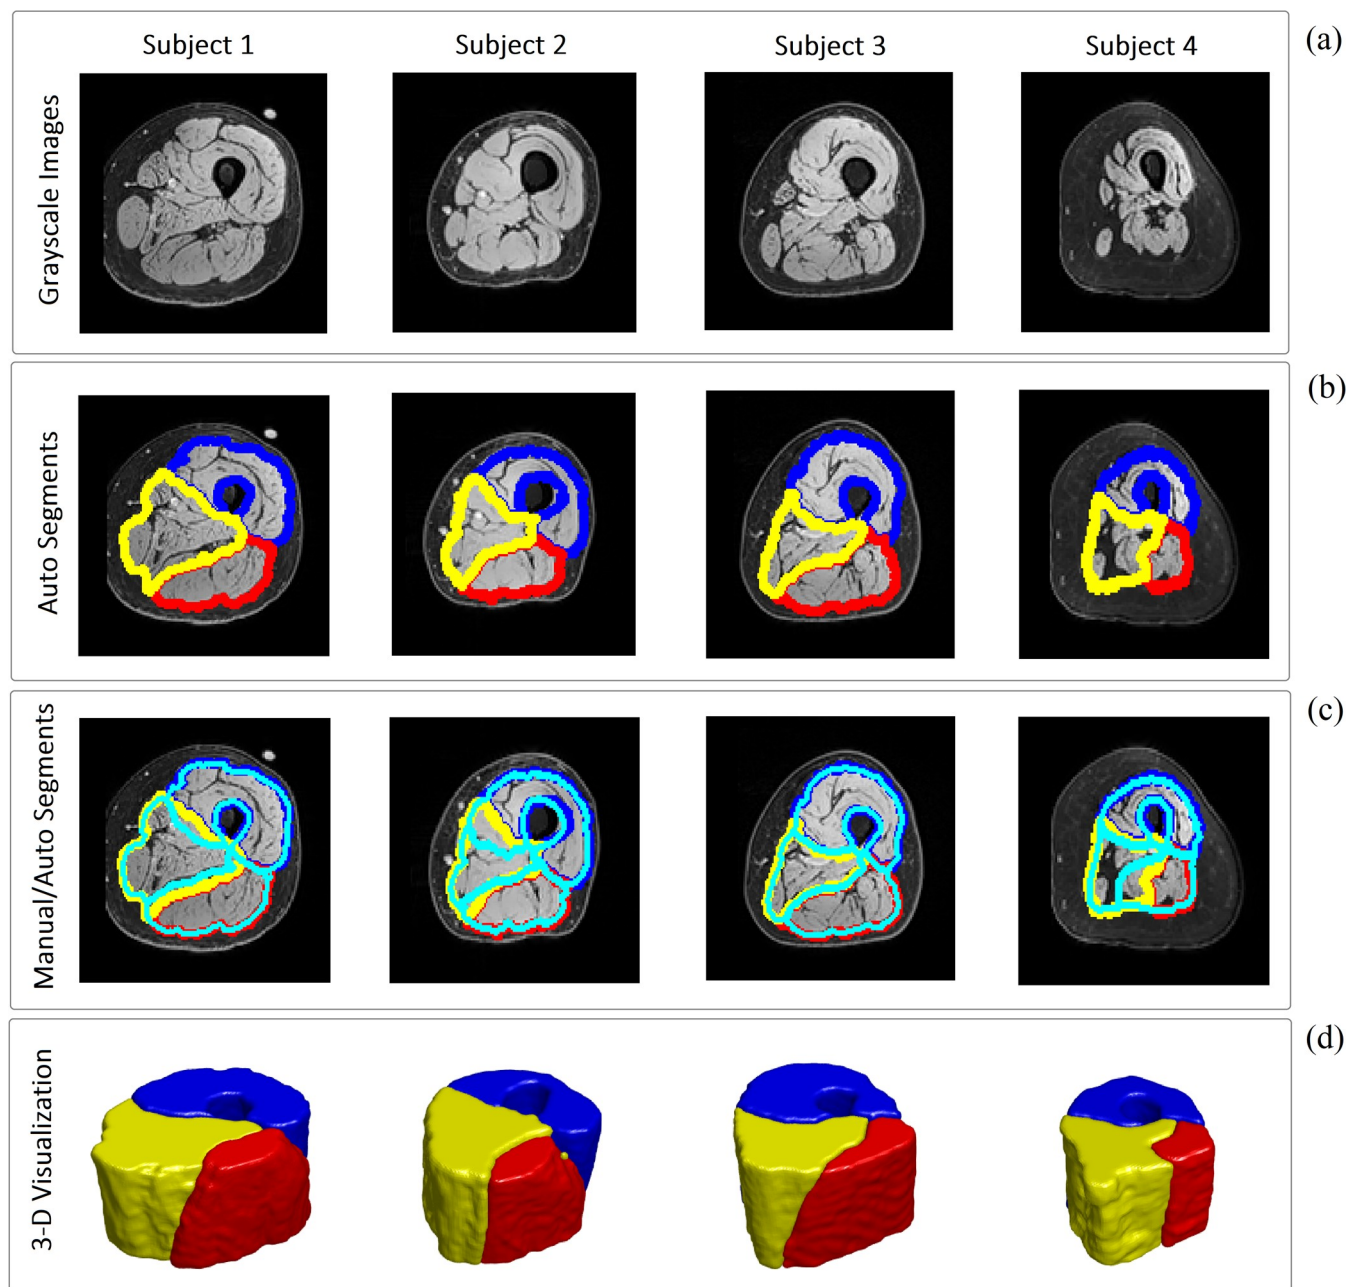 Subject 1
Subject 2
Subject 3
Subject 4
(a)
Grayscale Images
(b)
Auto Segments
(c)
Manual/Auto Segments
(d)
3-D Visualization